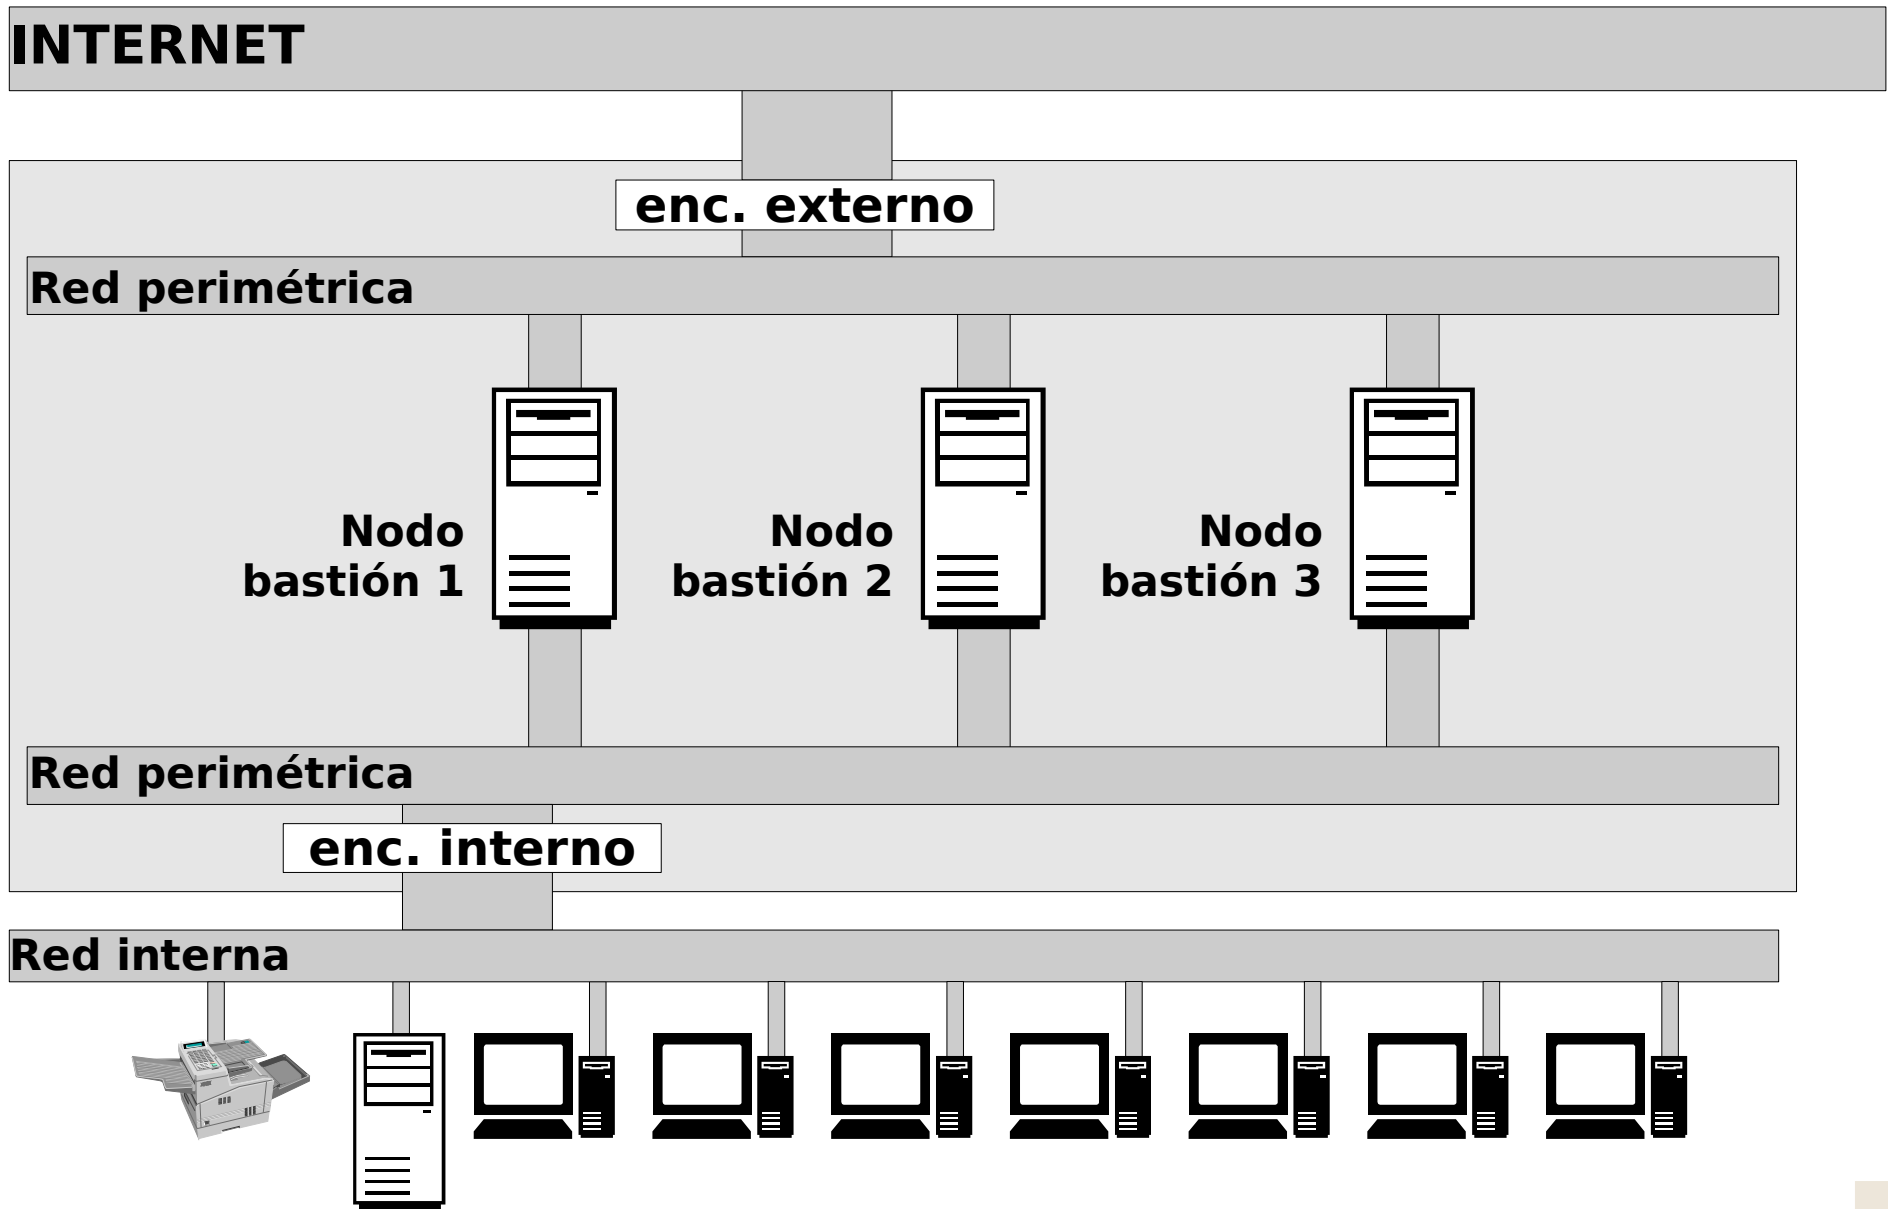 INTERNET
enc. externo
Red perimétrica
Nodo
bastión 1
Nodo
bastión 2
Nodo
bastión 3
Red perimétrica
enc. interno
Red interna